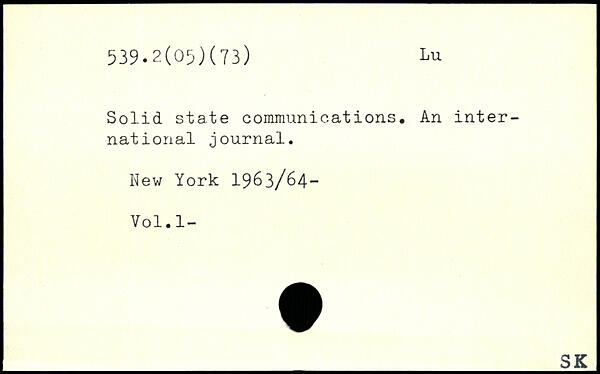 539.2(05)(73) Lu
Solid state communications. An inter-
national journal.
New York 1963/64-
Vol.1-
SK